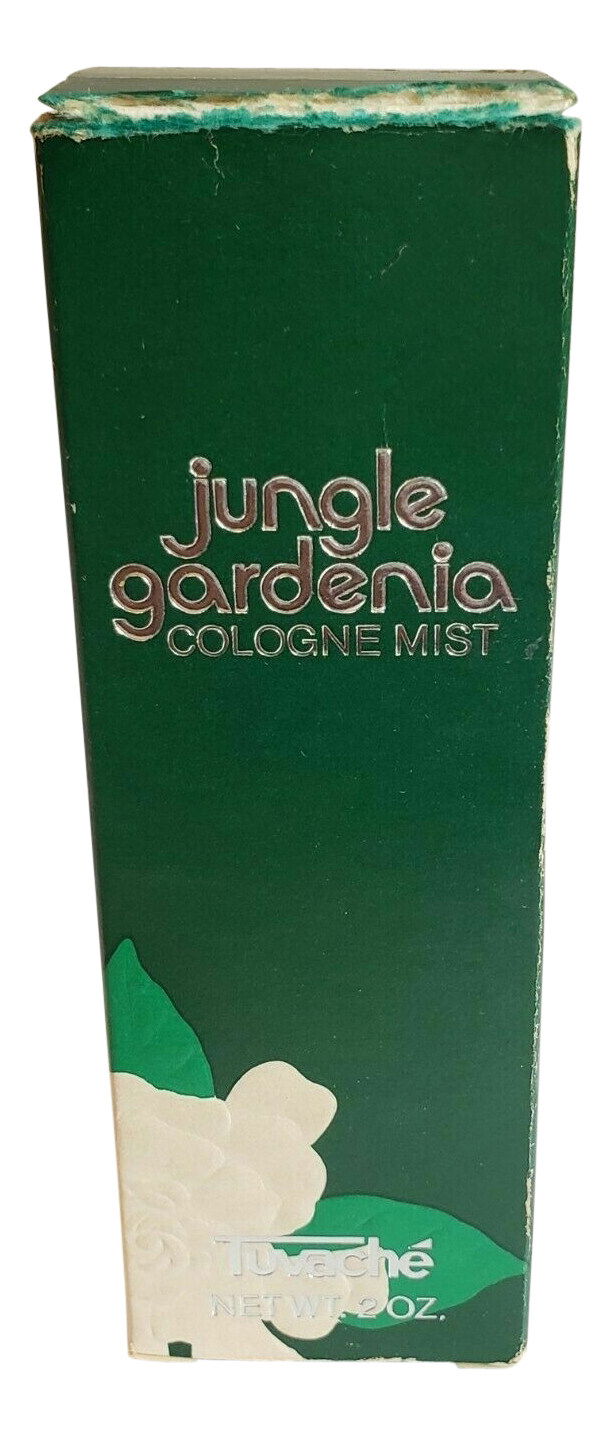 jungle
gardenia
COLOGNE MIST
Tuvaché
NET WT. 2 OZ.